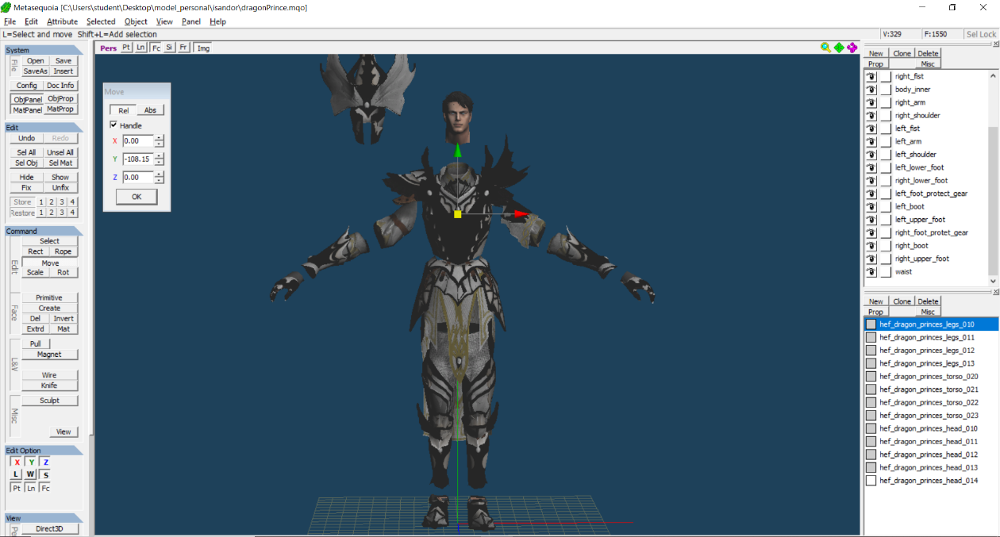 Metasequoia [C:\Users\student\Desktop\model_personal\isandor\dragonPrince.mqo]
File Edit Attribute Selected Object View Panel Help
L=Select and move Shift+L=Add selection
V:329 F:1550 Sel Lock
System
File
Open Save
SaveAs Insert
Config Doc Info
ObjPanel ObjProp
MatPanel MatProp
Edit
Undo Redo
Sel All Unsel All
Sel Obj Sel Mat
Hide Show
Fix Unfix
Store 1 2 3 4
Restore 1 2 3 4
Command
Edit
Select
Rect Rope
Move
Scale Rot
Face
Primitive
Create
Del Invert
Extrd Mat
L&V
Pull
Magnet
Wire
Knife
Misc
Sculpt
View
Edit Option
X Y Z
L W S
Pt Ln Fc
View
Pe
Direct3D
Pers Pt Ln Fc Si Fr Img
Move
Rel Abs
Handle
X 0.00
Y -108.15
Z 0.00
OK
New Clone Delete
Prop Misc
right_fist
body_inner
right_arm
right_shoulder
left_fist
left_arm
left_shoulder
left_lower_foot
right_lower_foot
left_foot_protect_gear
left_boot
left_upper_foot
right_foot_protet_gear
right_boot
right_upper_foot
waist
New Clone Delete
Prop Misc
hef_dragon_princes_legs_010
hef_dragon_princes_legs_011
hef_dragon_princes_legs_012
hef_dragon_princes_legs_013
hef_dragon_princes_torso_020
hef_dragon_princes_torso_021
hef_dragon_princes_torso_022
hef_dragon_princes_torso_023
hef_dragon_princes_head_010
hef_dragon_princes_head_011
hef_dragon_princes_head_012
hef_dragon_princes_head_013
hef_dragon_princes_head_014